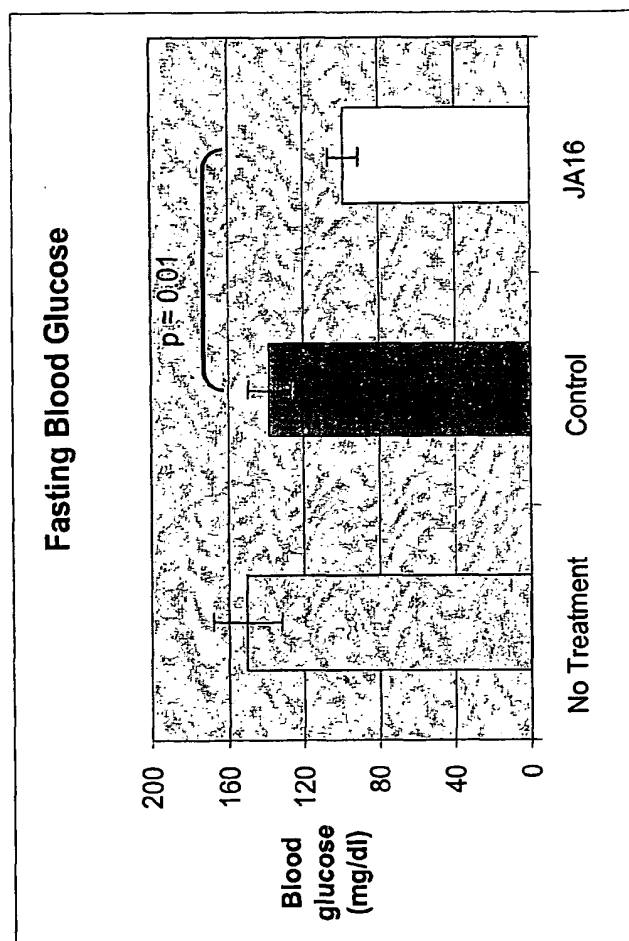 Fasting Blood Glucose
p = 0.01
Blood
glucose
(mg/dl)
200
160
120
80
40
0
No Treatment
Control
JA16